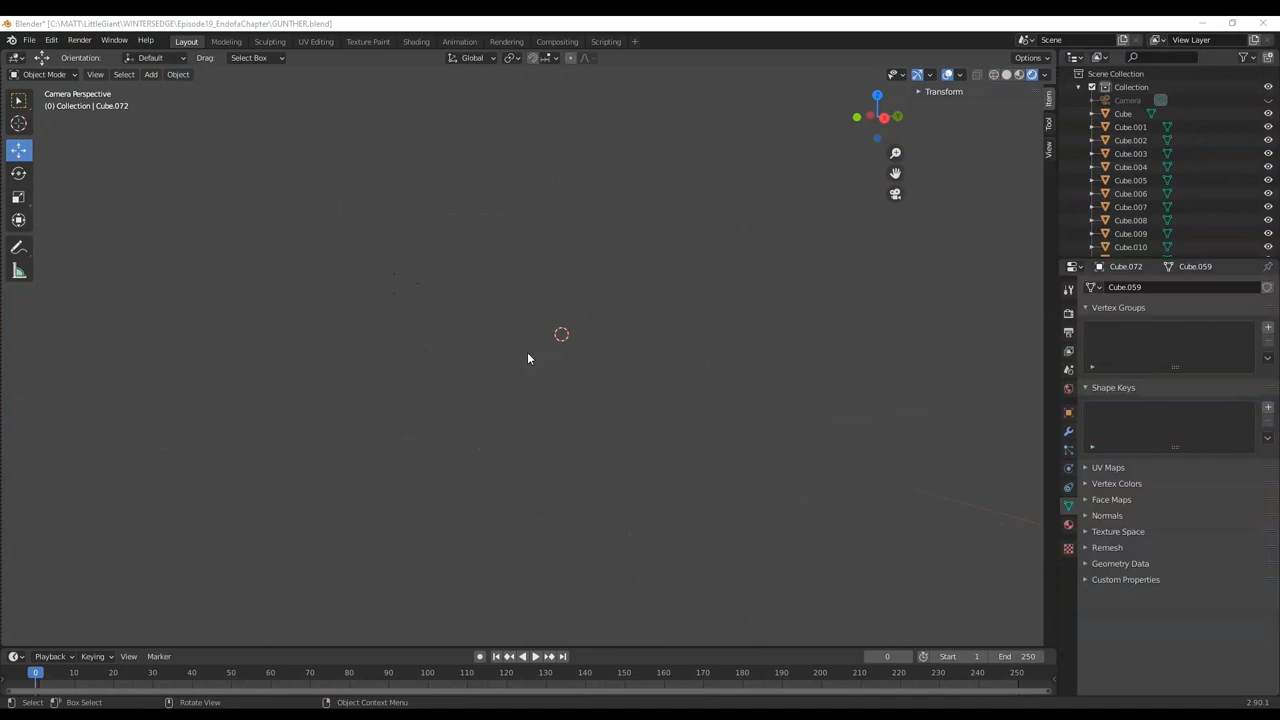 Blender* [C:\MATT\LittleGiant\WINTERSEDGE\Episode19_EndofaChapter\GUNTHER.blend]
File Edit Render Window Help Layout Modeling Sculpting UV Editing Texture Paint Shading Animation Rendering Compositing Scripting + Scene View Layer
Orientation: Default Drag: Select Box Global Options
Object Mode View Select Add Object
Camera Perspective
(0) Collection | Cube.072
Transform
Z
Y
X
Item
Tool
View
Scene Collection
Collection
Camera
Cube
Cube.001
Cube.002
Cube.003
Cube.004
Cube.005
Cube.006
Cube.007
Cube.008
Cube.009
Cube.010
Cube.072 Cube.059
Cube.059
Vertex Groups
Shape Keys
UV Maps
Vertex Colors
Face Maps
Normals
Texture Space
Remesh
Geometry Data
Custom Properties
Playback Keying View Marker 0 Start 1 End 250
0 10 20 30 40 50 60 70 80 90 100 110 120 130 140 150 160 170 180 190 200 210 220 230 240 250
Select Box Select Rotate View Object Context Menu 2.90.1